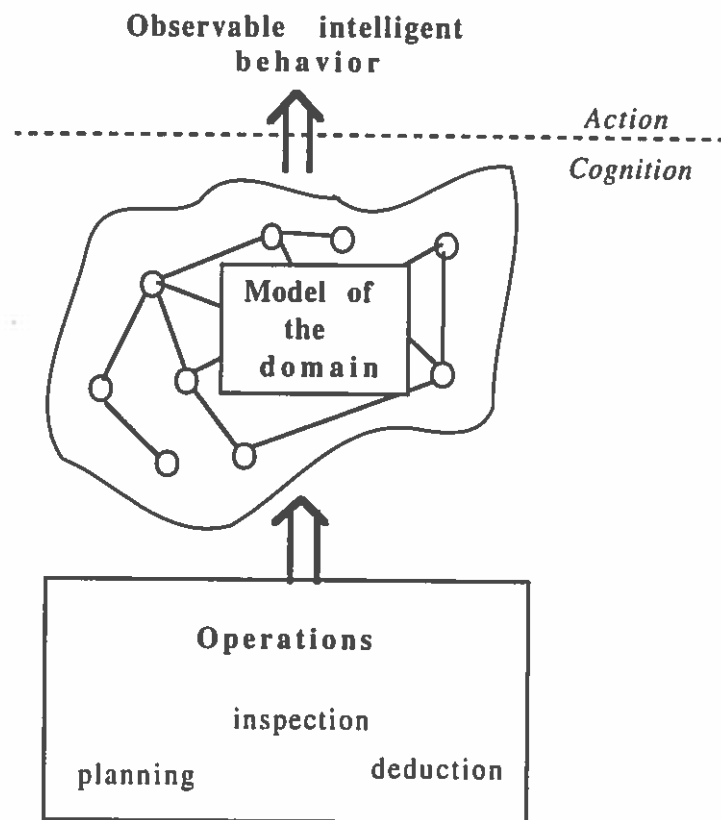 Observable intelligent
behavior
Action
Cognition
Model of
the
domain
Operations
inspection
planning
deduction